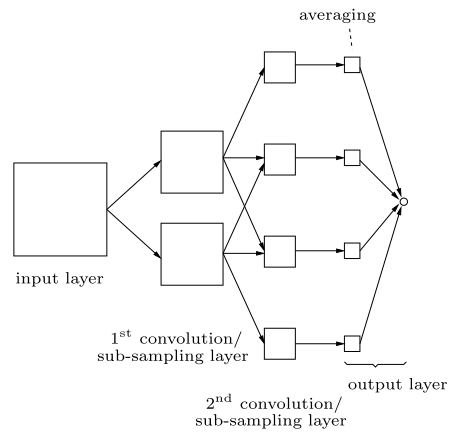 averaging
input layer
1st convolution/
sub-sampling layer
output layer
2nd convolution/
sub-sampling layer